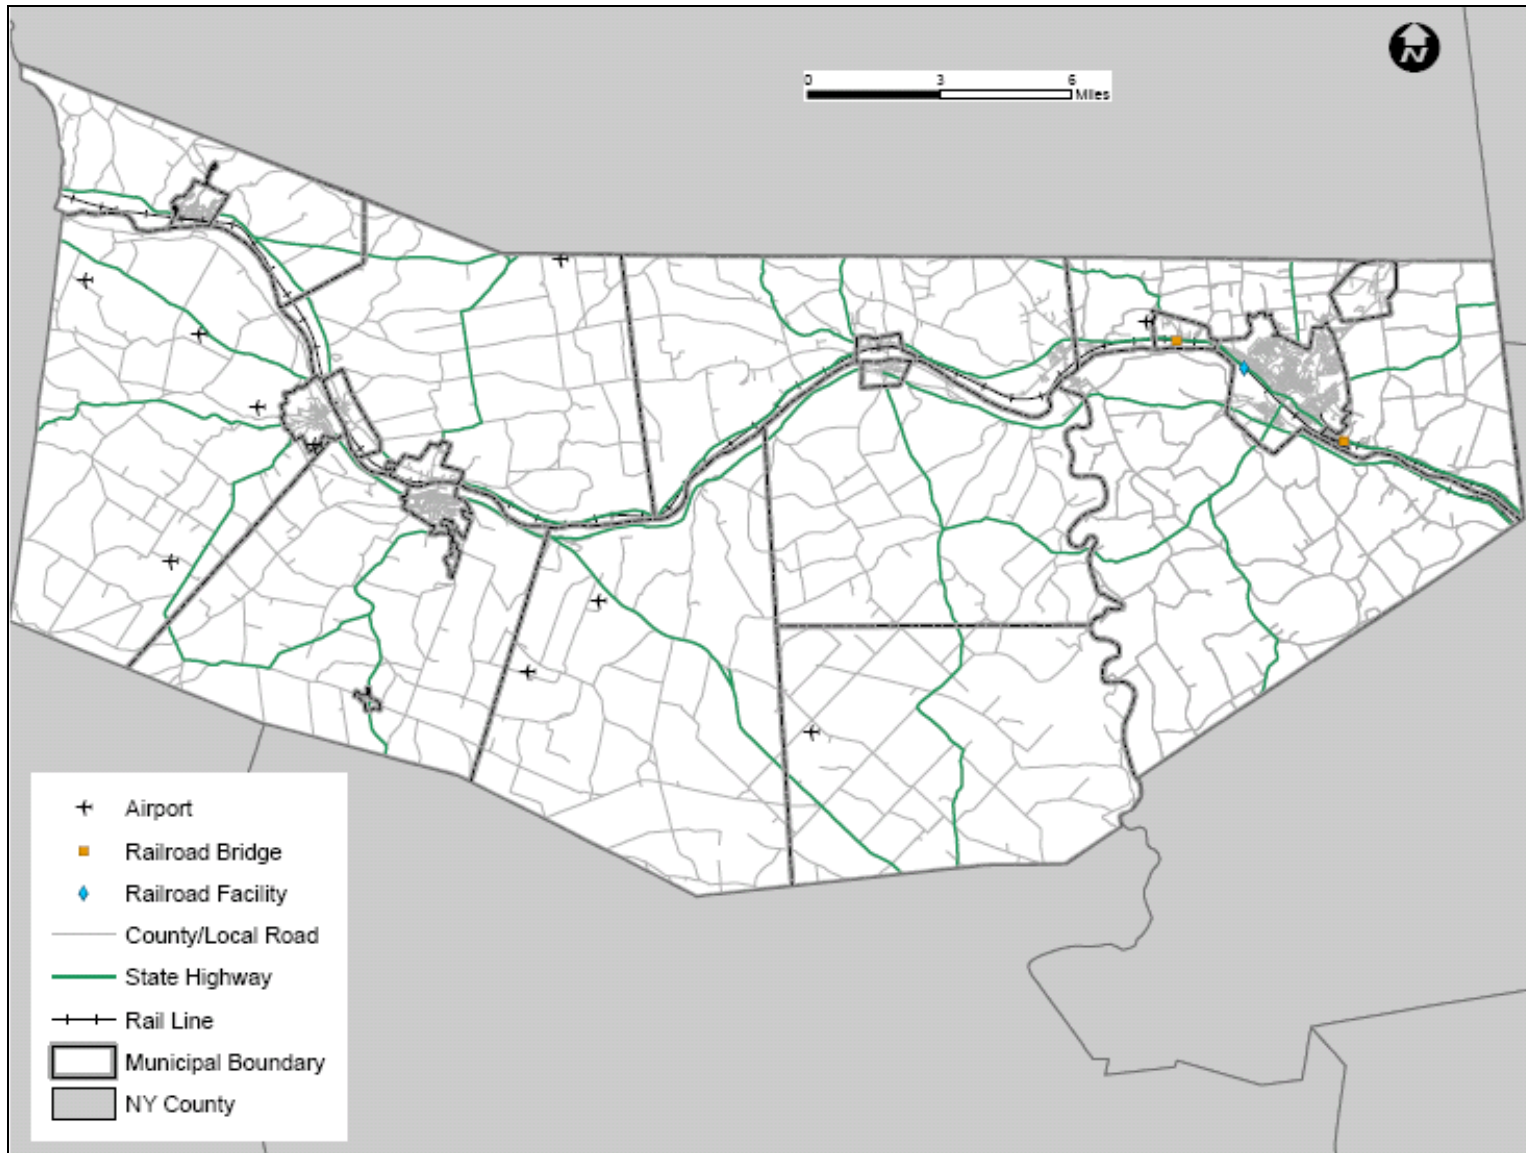 N
0 3 6
Miles
Airport
Railroad Bridge
Railroad Facility
County/Local Road
State Highway
Rail Line
Municipal Boundary
NY County